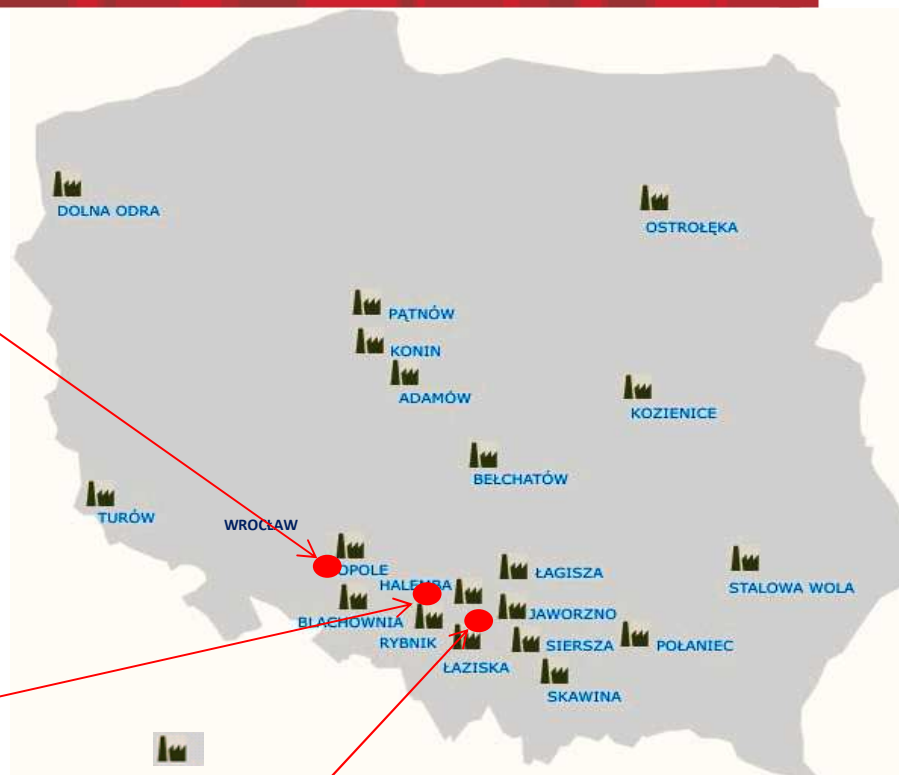 DOLNA ODRA
OSTROŁĘKA
PĄTNÓW
KONIN
ADAMÓW
KOZIENICE
BEŁCHATÓW
TURÓW
WROCŁAW
OPOLE
HALEMBA
ŁAGISZA
STALOWA WOLA
BLACHOWNIA
JAWORZNO
RYBNIK
SIERSZA
POŁANIEC
ŁAZISKA
SKAWINA